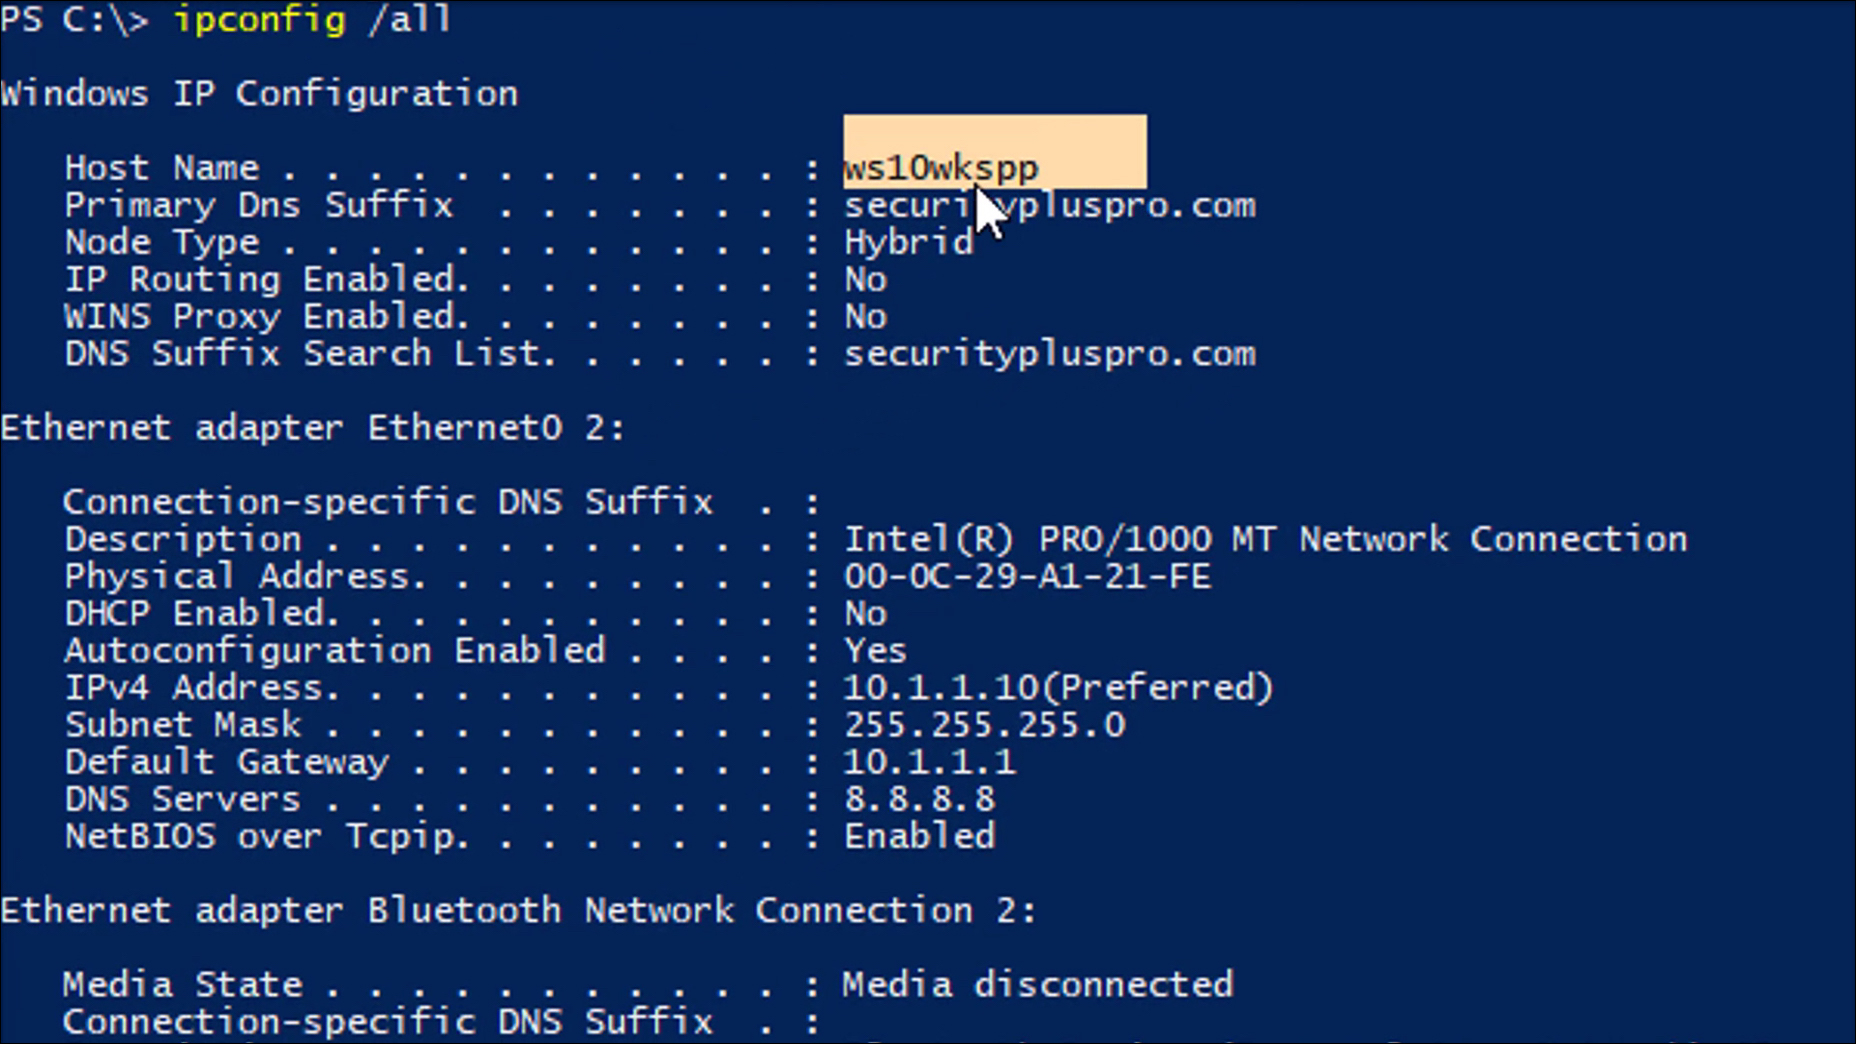 PS C:\> ipconfig /all
Windows IP Configuration
Host Name . . . . . . . . . . . . : ws10wkspp
Primary Dns Suffix  . . . . . . . : securitypluspro.com
Node Type . . . . . . . . . . . . : Hybrid
IP Routing Enabled. . . . . . . . : No
WINS Proxy Enabled. . . . . . . . : No
DNS Suffix Search List. . . . . . : securitypluspro.com
Ethernet adapter Ethernet0 2:
Connection-specific DNS Suffix  . :
Description . . . . . . . . . . . : Intel(R) PRO/1000 MT Network Connection
Physical Address. . . . . . . . . : 00-0C-29-A1-21-FE
DHCP Enabled. . . . . . . . . . . : No
Autoconfiguration Enabled . . . . : Yes
IPv4 Address. . . . . . . . . . . : 10.1.1.10(Preferred)
Subnet Mask . . . . . . . . . . . : 255.255.255.0
Default Gateway . . . . . . . . . : 10.1.1.1
DNS Servers . . . . . . . . . . . : 8.8.8.8
NetBIOS over Tcpip. . . . . . . . : Enabled
Ethernet adapter Bluetooth Network Connection 2:
Media State . . . . . . . . . . . : Media disconnected
Connection-specific DNS Suffix  . :